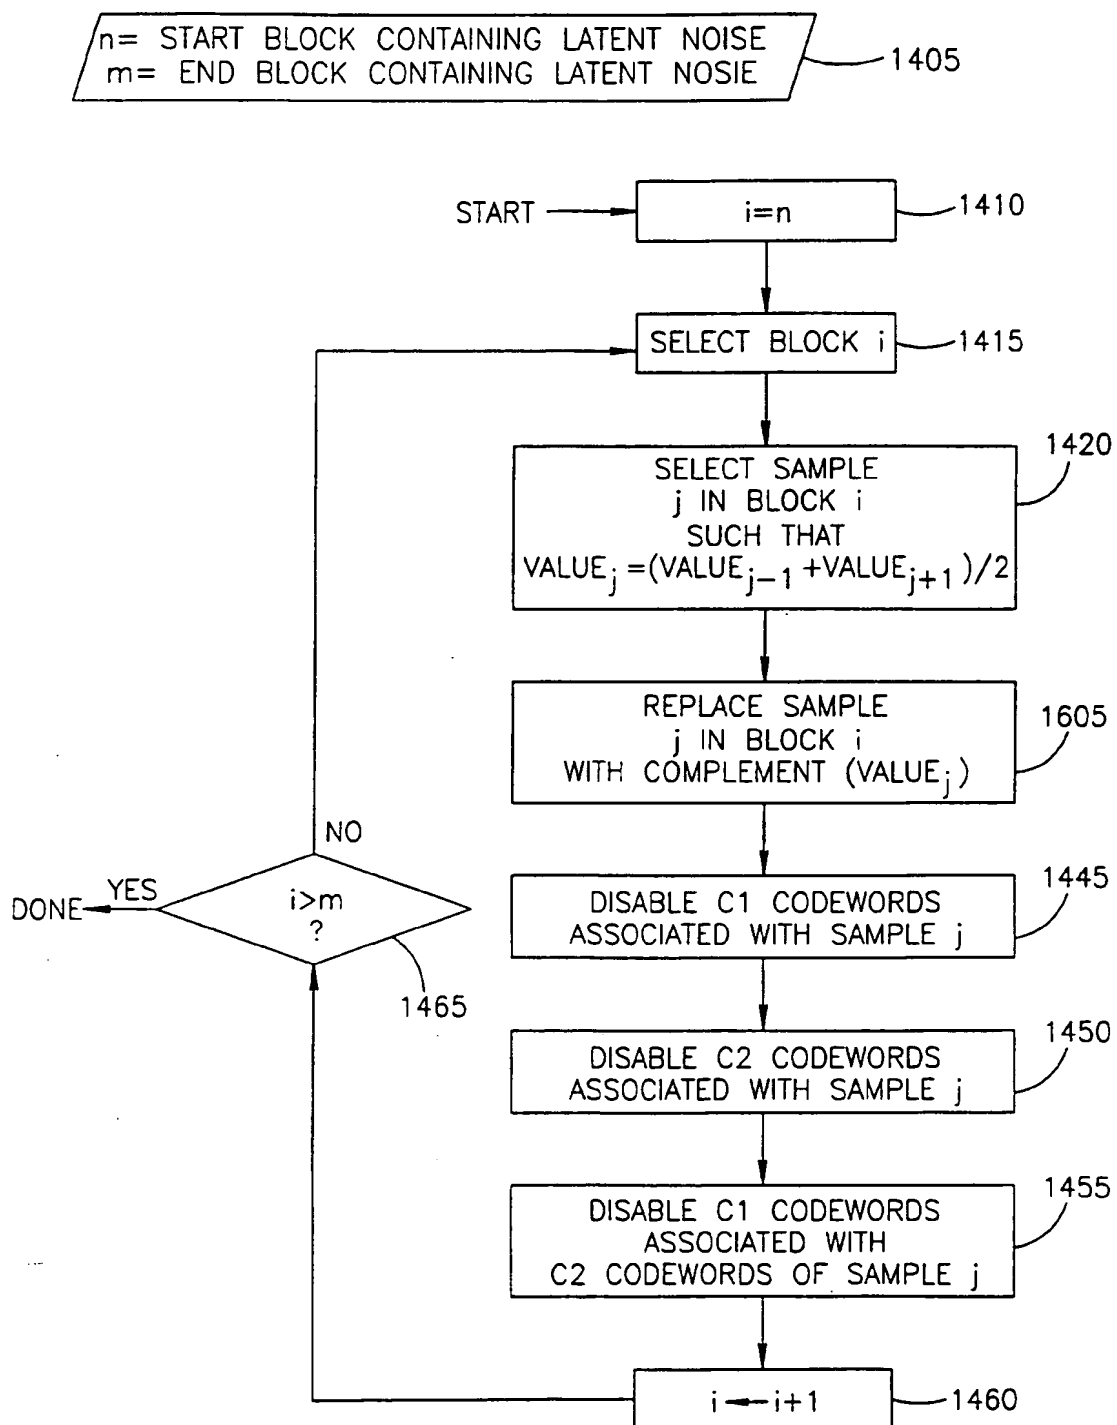 n= START BLOCK CONTAINING LATENT NOISE
m= END BLOCK CONTAINING LATENT NOSIE
1405
START
i=n
1410
SELECT BLOCK i
1415
1420
SELECT SAMPLE
j IN BLOCK i
SUCH THAT
VALUEj =(VALUEj-1 +VALUEj+1 )/2
REPLACE SAMPLE
j IN BLOCK i
WITH COMPLEMENT (VALUEj)
1605
NO
YES
DONE
i>m
?
1465
DISABLE C1 CODEWORDS
ASSOCIATED WITH SAMPLE j
1445
DISABLE C2 CODEWORDS
ASSOCIATED WITH SAMPLE j
1450
DISABLE C1 CODEWORDS
ASSOCIATED WITH
C2 CODEWORDS OF SAMPLE j
1455
i ← i+1
1460